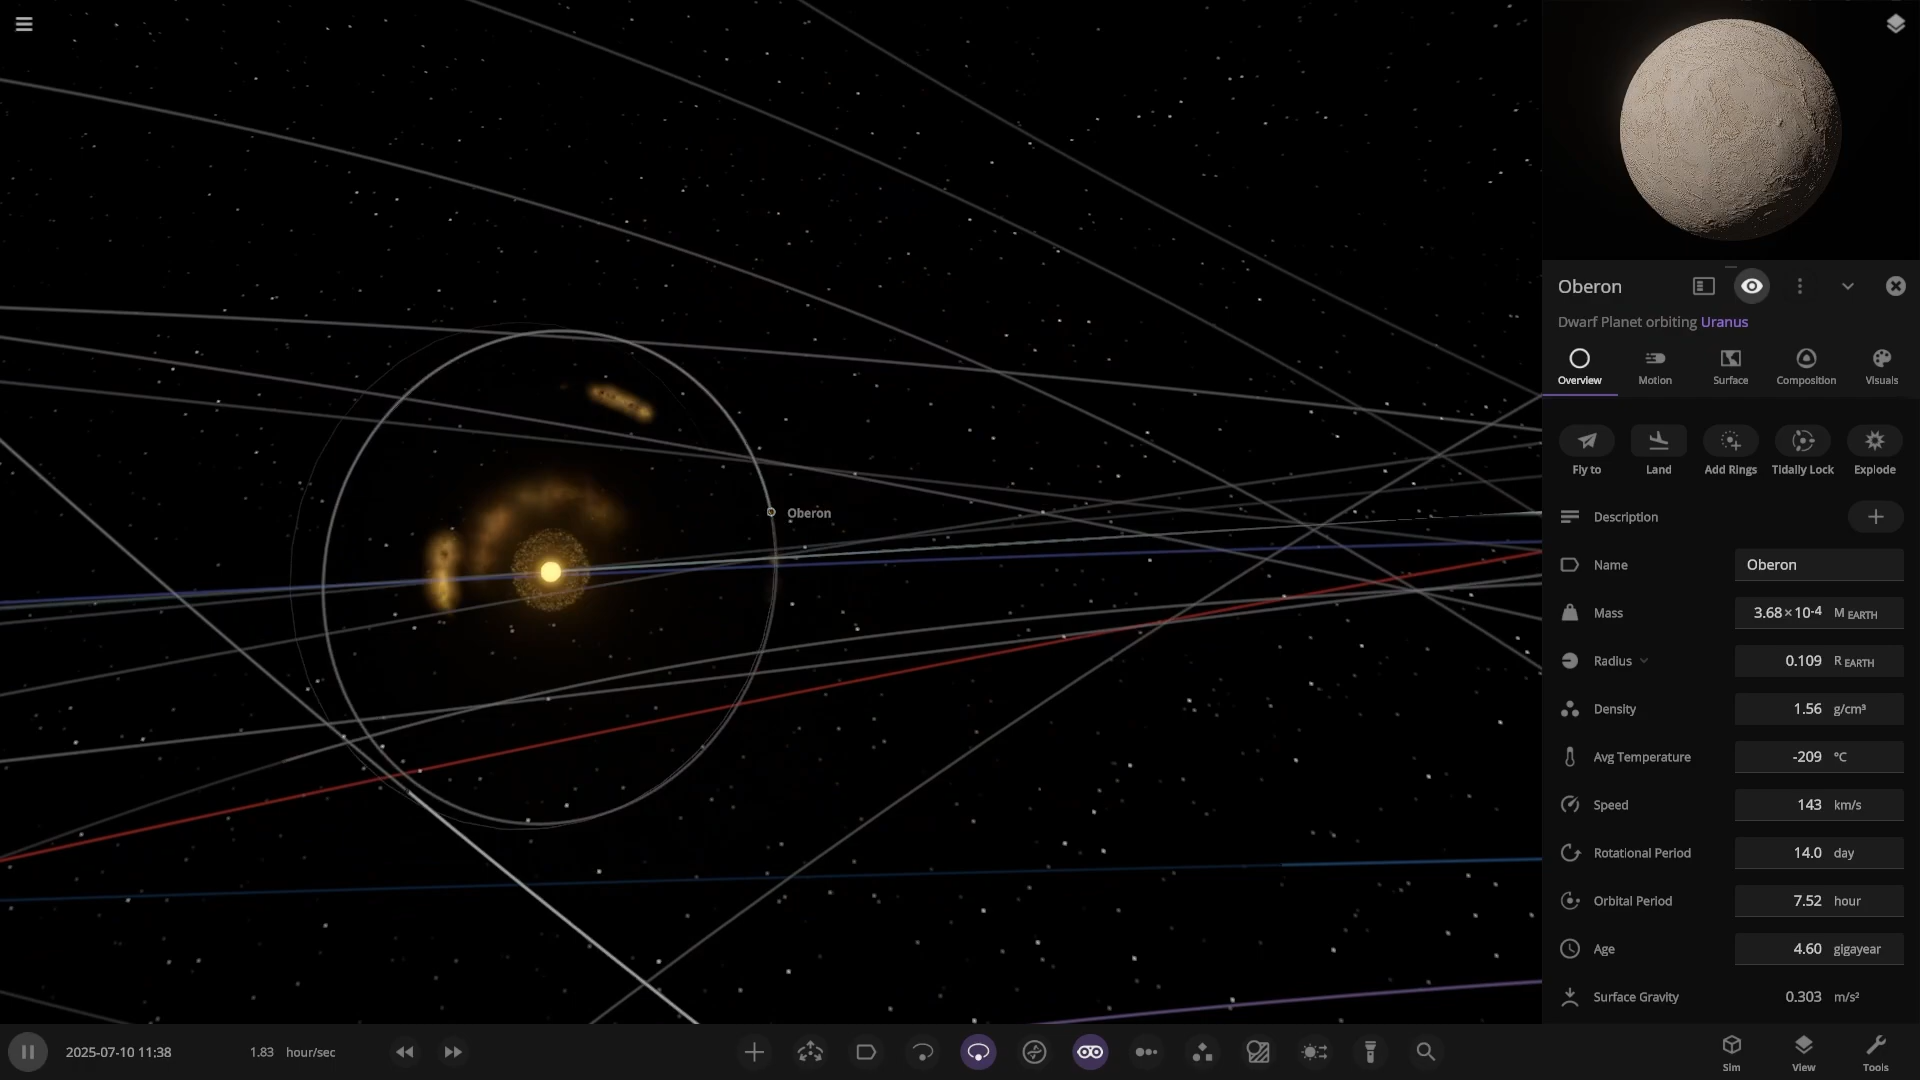 Oberon
Oberon
Dwarf Planet orbiting Uranus
Overview
Motion
Surface
Composition
Visuals
Fly to
Land
Add Rings
Tidally Lock
Explode
Description
Name Oberon
Mass 3.68×10⁻⁴ M EARTH
Radius 0.109 R EARTH
Density 1.56 g/cm³
Avg Temperature -209 °C
Speed 143 km/s
Rotational Period 14.0 day
Orbital Period 7.52 hour
Age 4.60 gigayear
Surface Gravity 0.303 m/s²
2025-07-10 11:38
1.83 hour/sec
Sim
View
Tools